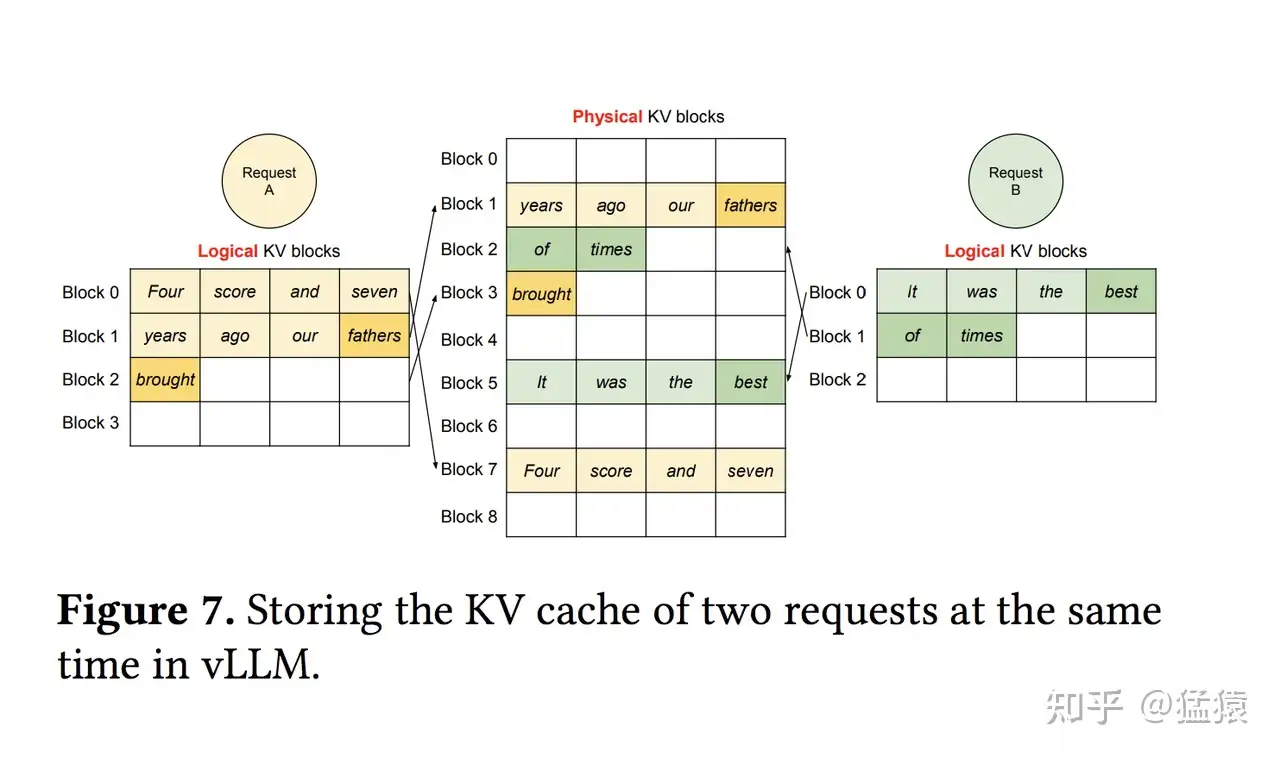 Physical KV blocks
Request
A
Logical KV blocks
Block 0 Four score and seven
Block 1 years ago our fathers
Block 2 brought
Block 3
Block 0
Block 1 years ago our fathers
Block 2 of times
Block 3 brought
Block 4
Block 5 It was the best
Block 6
Block 7 Four score and seven
Block 8
Request
B
Logical KV blocks
Block 0 It was the best
Block 1 of times
Block 2
Figure 7. Storing the KV cache of two requests at the same
time in vLLM.
知乎 @猛猿